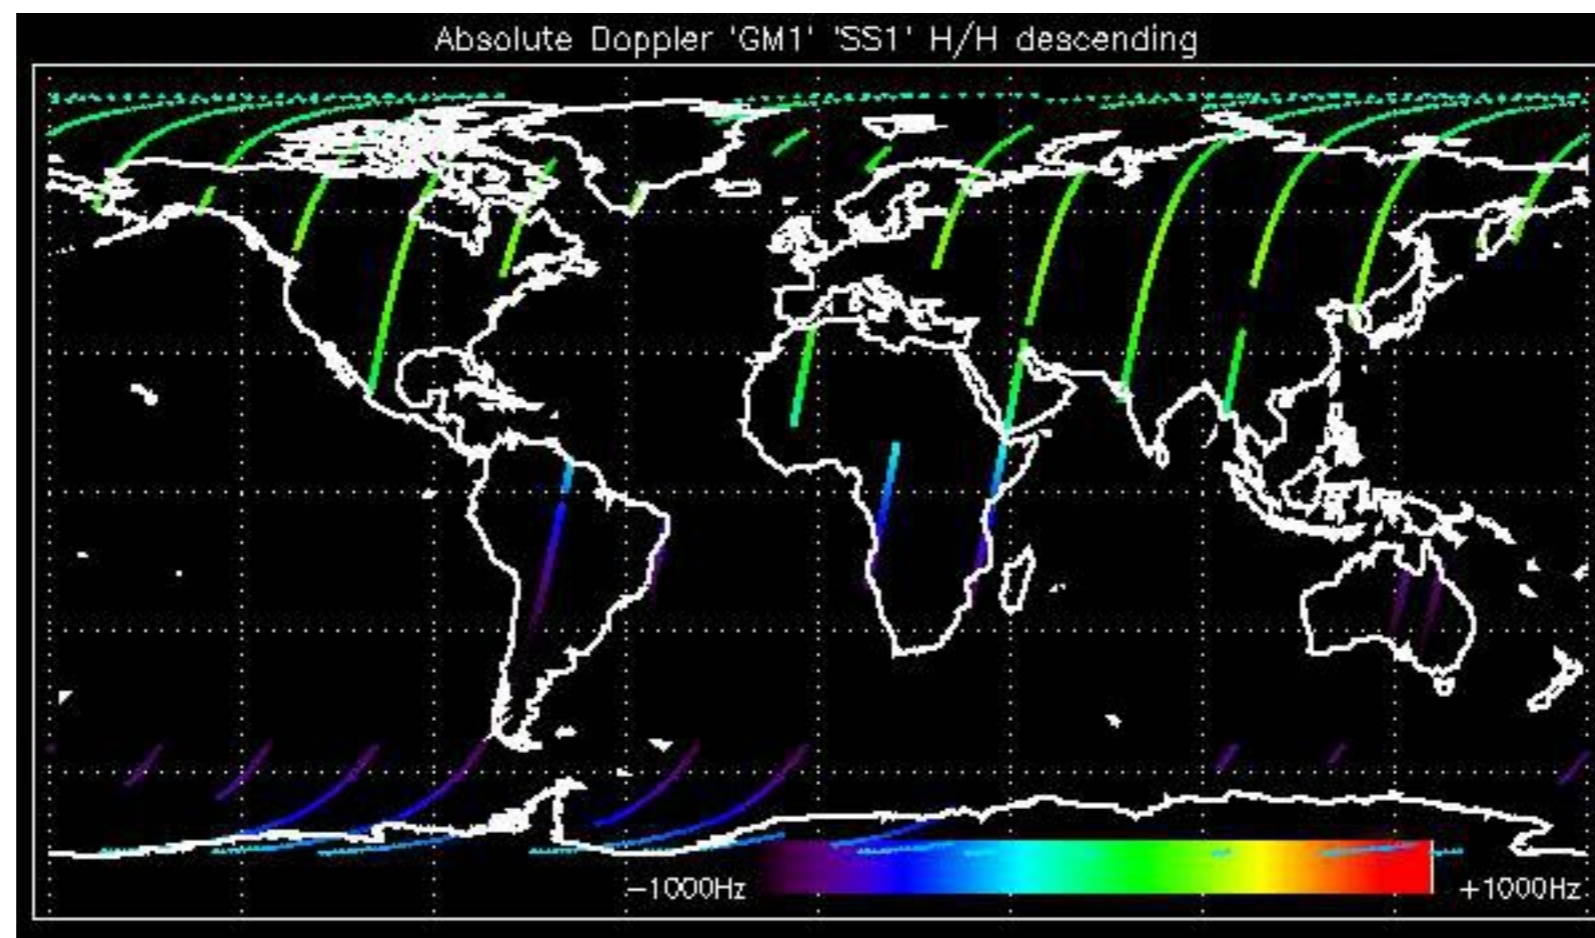 Absolute Doppler 'GM1' 'SS1' H/H descending
-1000Hz +1000Hz